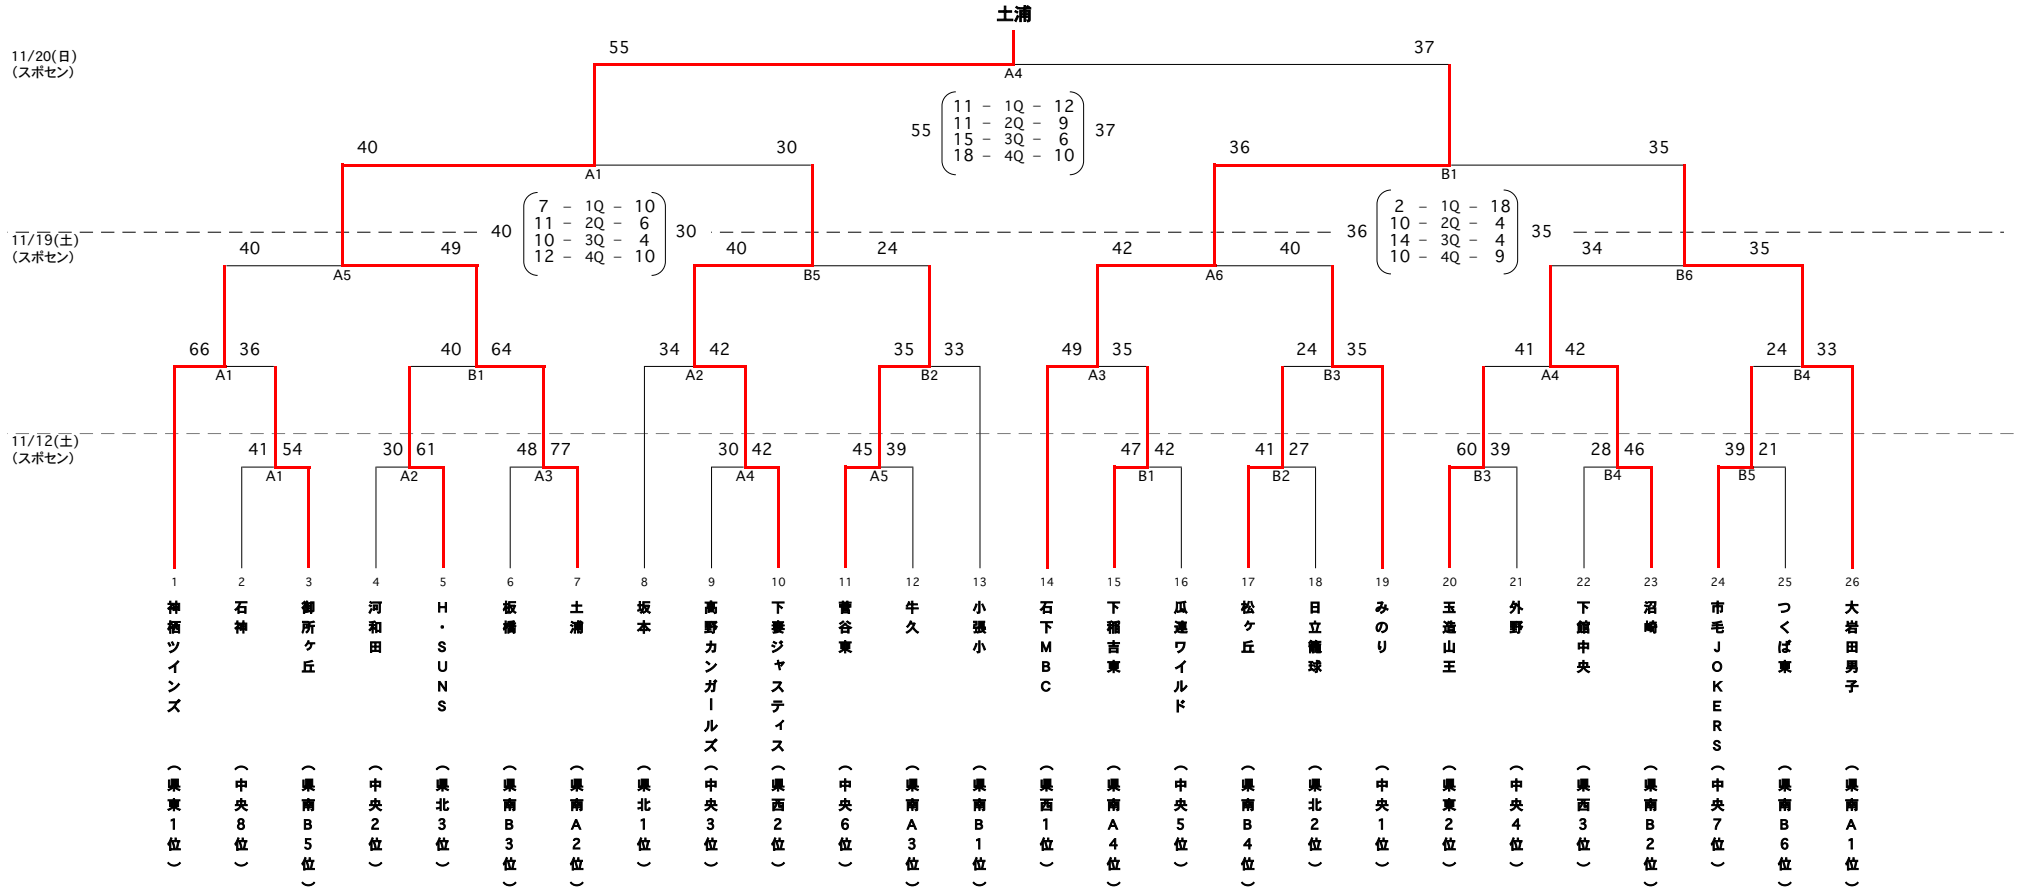 土浦
11/20(日)
(スポセン)
55
37
A4
55
11 - 1Q - 12
11 - 2Q - 9
15 - 3Q - 6
18 - 4Q - 10
37
40
30
A1
36
35
B1
40
7 - 1Q - 10
11 - 2Q - 6
10 - 3Q - 4
12 - 4Q - 10
30
36
2 - 1Q - 18
10 - 2Q - 4
14 - 3Q - 4
10 - 4Q - 9
35
11/19(土)
(スポセン)
40 49
A5
40 24
B5
42 40
A6
34 35
B6
66 36
A1
40 64
B1
34 42
A2
35 33
B2
49 35
A3
24 35
B3
41 42
A4
24 33
B4
11/12(土)
(スポセン)
41 54
A1
30 61
A2
48 77
A3
30 42
A4
45 39
A5
47 42
B1
41 27
B2
60 39
B3
28 46
B4
39 21
B5
1 神栖ツインズ (県東1位)
2 石神 (中央8位)
3 御所ヶ丘 (県南B5位)
4 河和田 (中央2位)
5 H・SUNS (県北3位)
6 板橋 (県南B3位)
7 土浦 (県南A2位)
8 坂本 (県北1位)
9 高野カンガールズ (中央3位)
10 下妻ジャスティス (県西2位)
11 菅谷東 (中央6位)
12 牛久 (県南A3位)
13 小張小 (県南B1位)
14 石下MBC (県西1位)
15 下稲吉東 (県南A4位)
16 瓜連ワイルド (中央5位)
17 松ケ丘 (県南B4位)
18 日立籠球 (県北2位)
19 みのり (中央1位)
20 玉造山王 (県東2位)
21 外野 (中央4位)
22 下館中央 (県西3位)
23 沼崎 (県南B2位)
24 市毛JOKERS (中央7位)
25 つくば東 (県南B6位)
26 大岩田男子 (県南A1位)